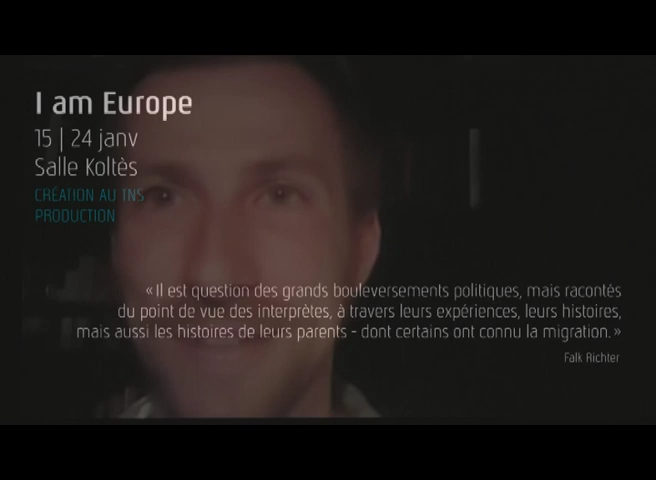 I am Europe
15 | 24 janv
Salle Koltès
CRÉATION AU TNS
PRODUCTION
« Il est question des grands bouleversements politiques, mais racontés
du point de vue des interprètes, à travers leurs expériences, leurs histoires,
mais aussi les histoires de leurs parents - dont certains ont connu la migration. »
Falk Richter